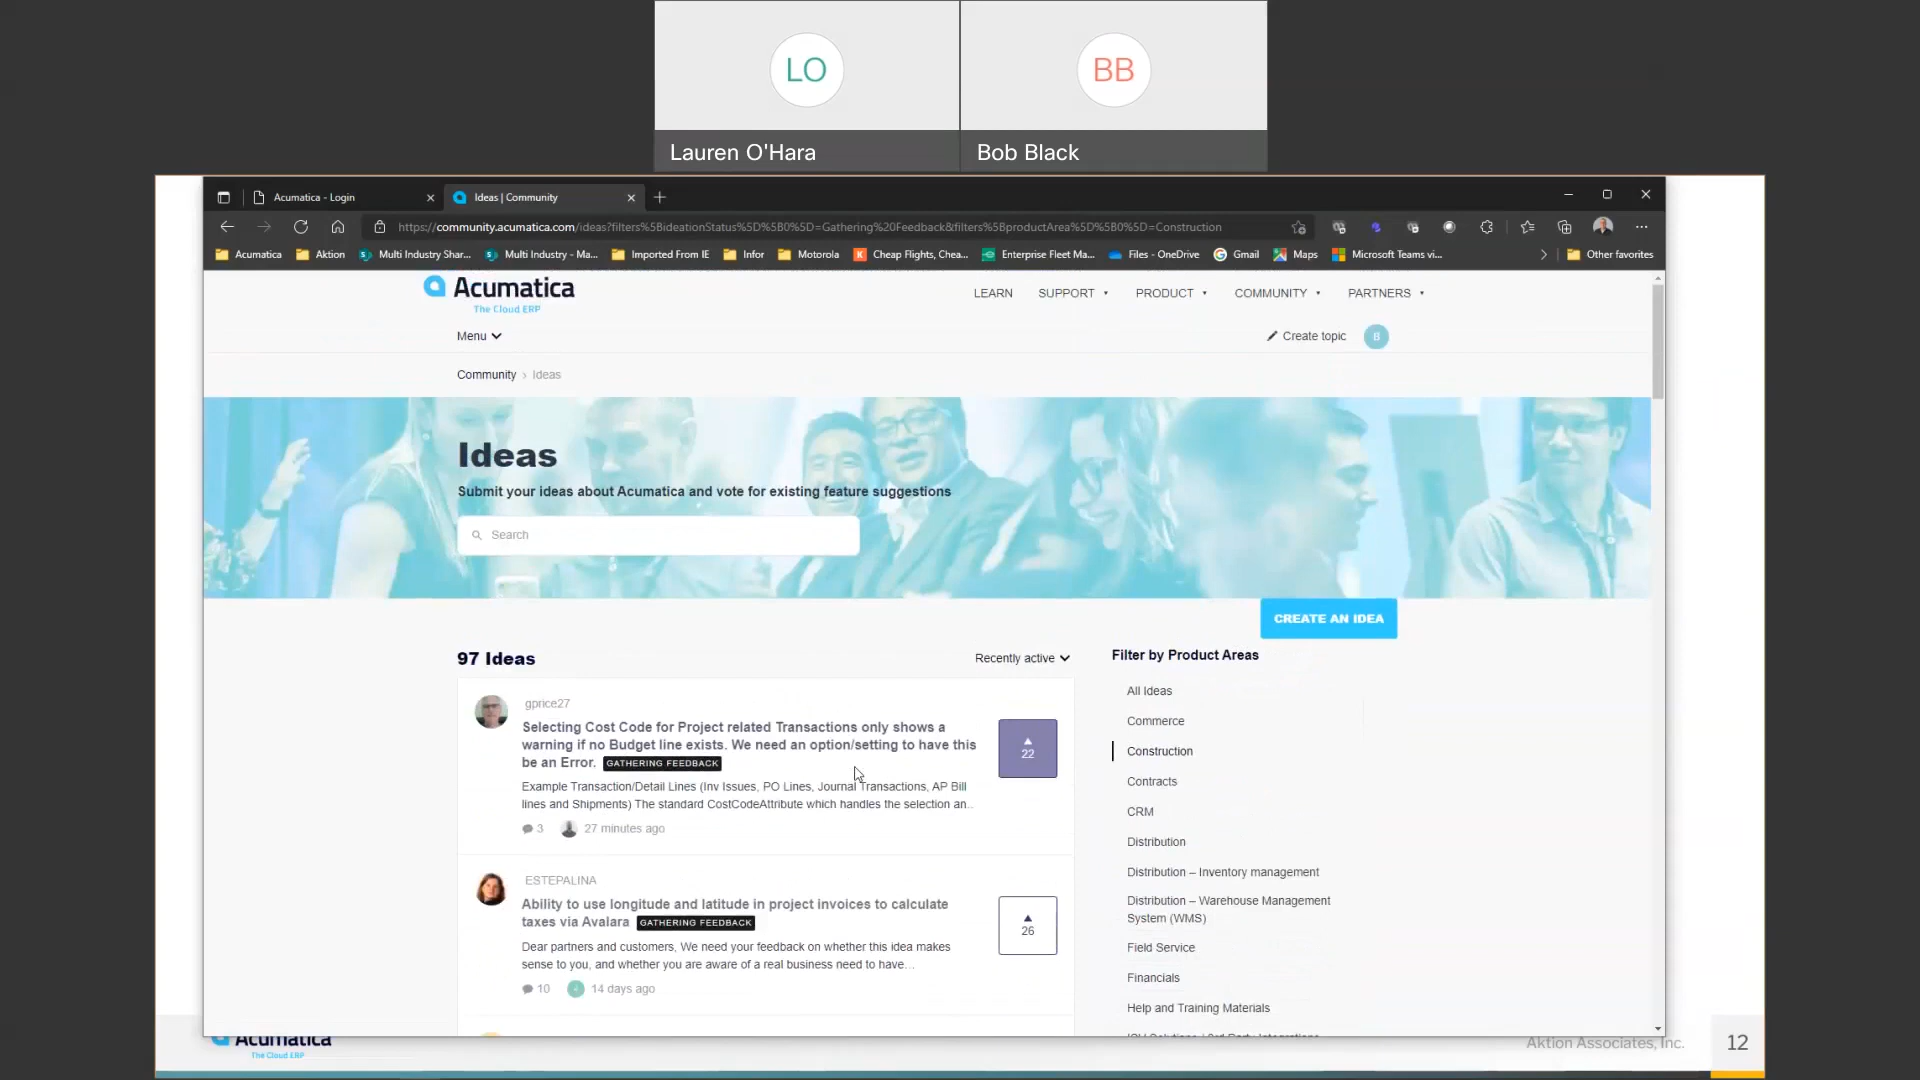 LO
BB
Lauren O'Hara
Bob Black
Acumatica - Login
Ideas | Community
https://community.acumatica.com/ideas?filters%5BideationStatus%5D%5B0%5D=Gathering%20Feedback&filters%5BproductArea%5D%5B0%5D=Construction
Acumatica
Aktion
Multi Industry Shar...
Multi Industry - Ma...
Imported From IE
Infor
Motorola
Cheap Flights, Chea...
Enterprise Fleet Ma...
Files - OneDrive
Gmail
Maps
Microsoft Teams vi...
Other favorites
Acumatica
The Cloud ERP
LEARN
SUPPORT
PRODUCT
COMMUNITY
PARTNERS
Menu
Create topic
B
Community > Ideas
Ideas
Submit your ideas about Acumatica and vote for existing feature suggestions
Search
CREATE AN IDEA
97 Ideas
Recently active
gprice27
Selecting Cost Code for Project related Transactions only shows a
warning if no Budget line exists. We need an option/setting to have this
be an Error. GATHERING FEEDBACK
22
Example Transaction/Detail Lines (Inv Issues, PO Lines, Journal Transactions, AP Bill
lines and Shipments) The standard CostCodeAttribute which handles the selection an..
3
27 minutes ago
ESTEPALINA
Ability to use longitude and latitude in project invoices to calculate
taxes via Avalara GATHERING FEEDBACK
26
Dear partners and customers, We need your feedback on whether this idea makes
sense to you, and whether you are aware of a real business need to have...
10
14 days ago
Filter by Product Areas
All Ideas
Commerce
Construction
Contracts
CRM
Distribution
Distribution – Inventory management
Distribution – Warehouse Management
System (WMS)
Field Service
Financials
Help and Training Materials
Acumatica
The Cloud ERP
Aktion Associates, Inc.
12